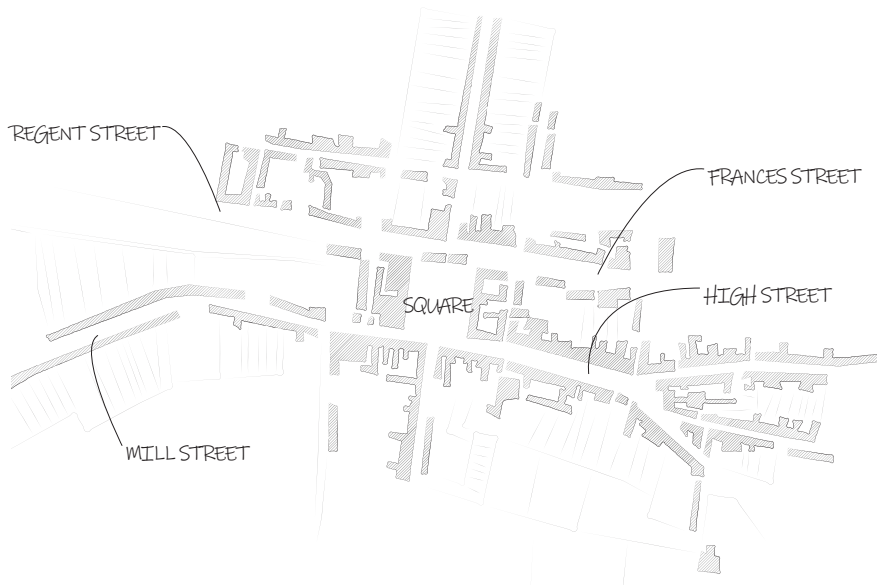 REGENT STREET
FRANCES STREET
HIGH STREET
SQUARE
MILL STREET